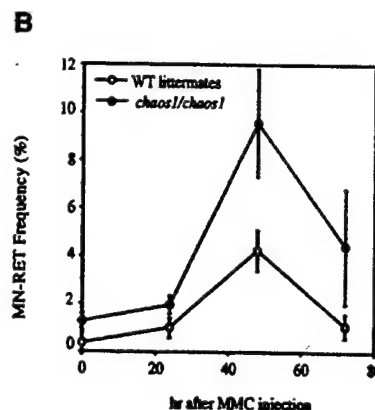 B
12
10
8
6
4
2
0
WT littermates
chaos1/chaos1
MN-RET Frequency (%)
0 20 40 60 8
hr after MMC injection